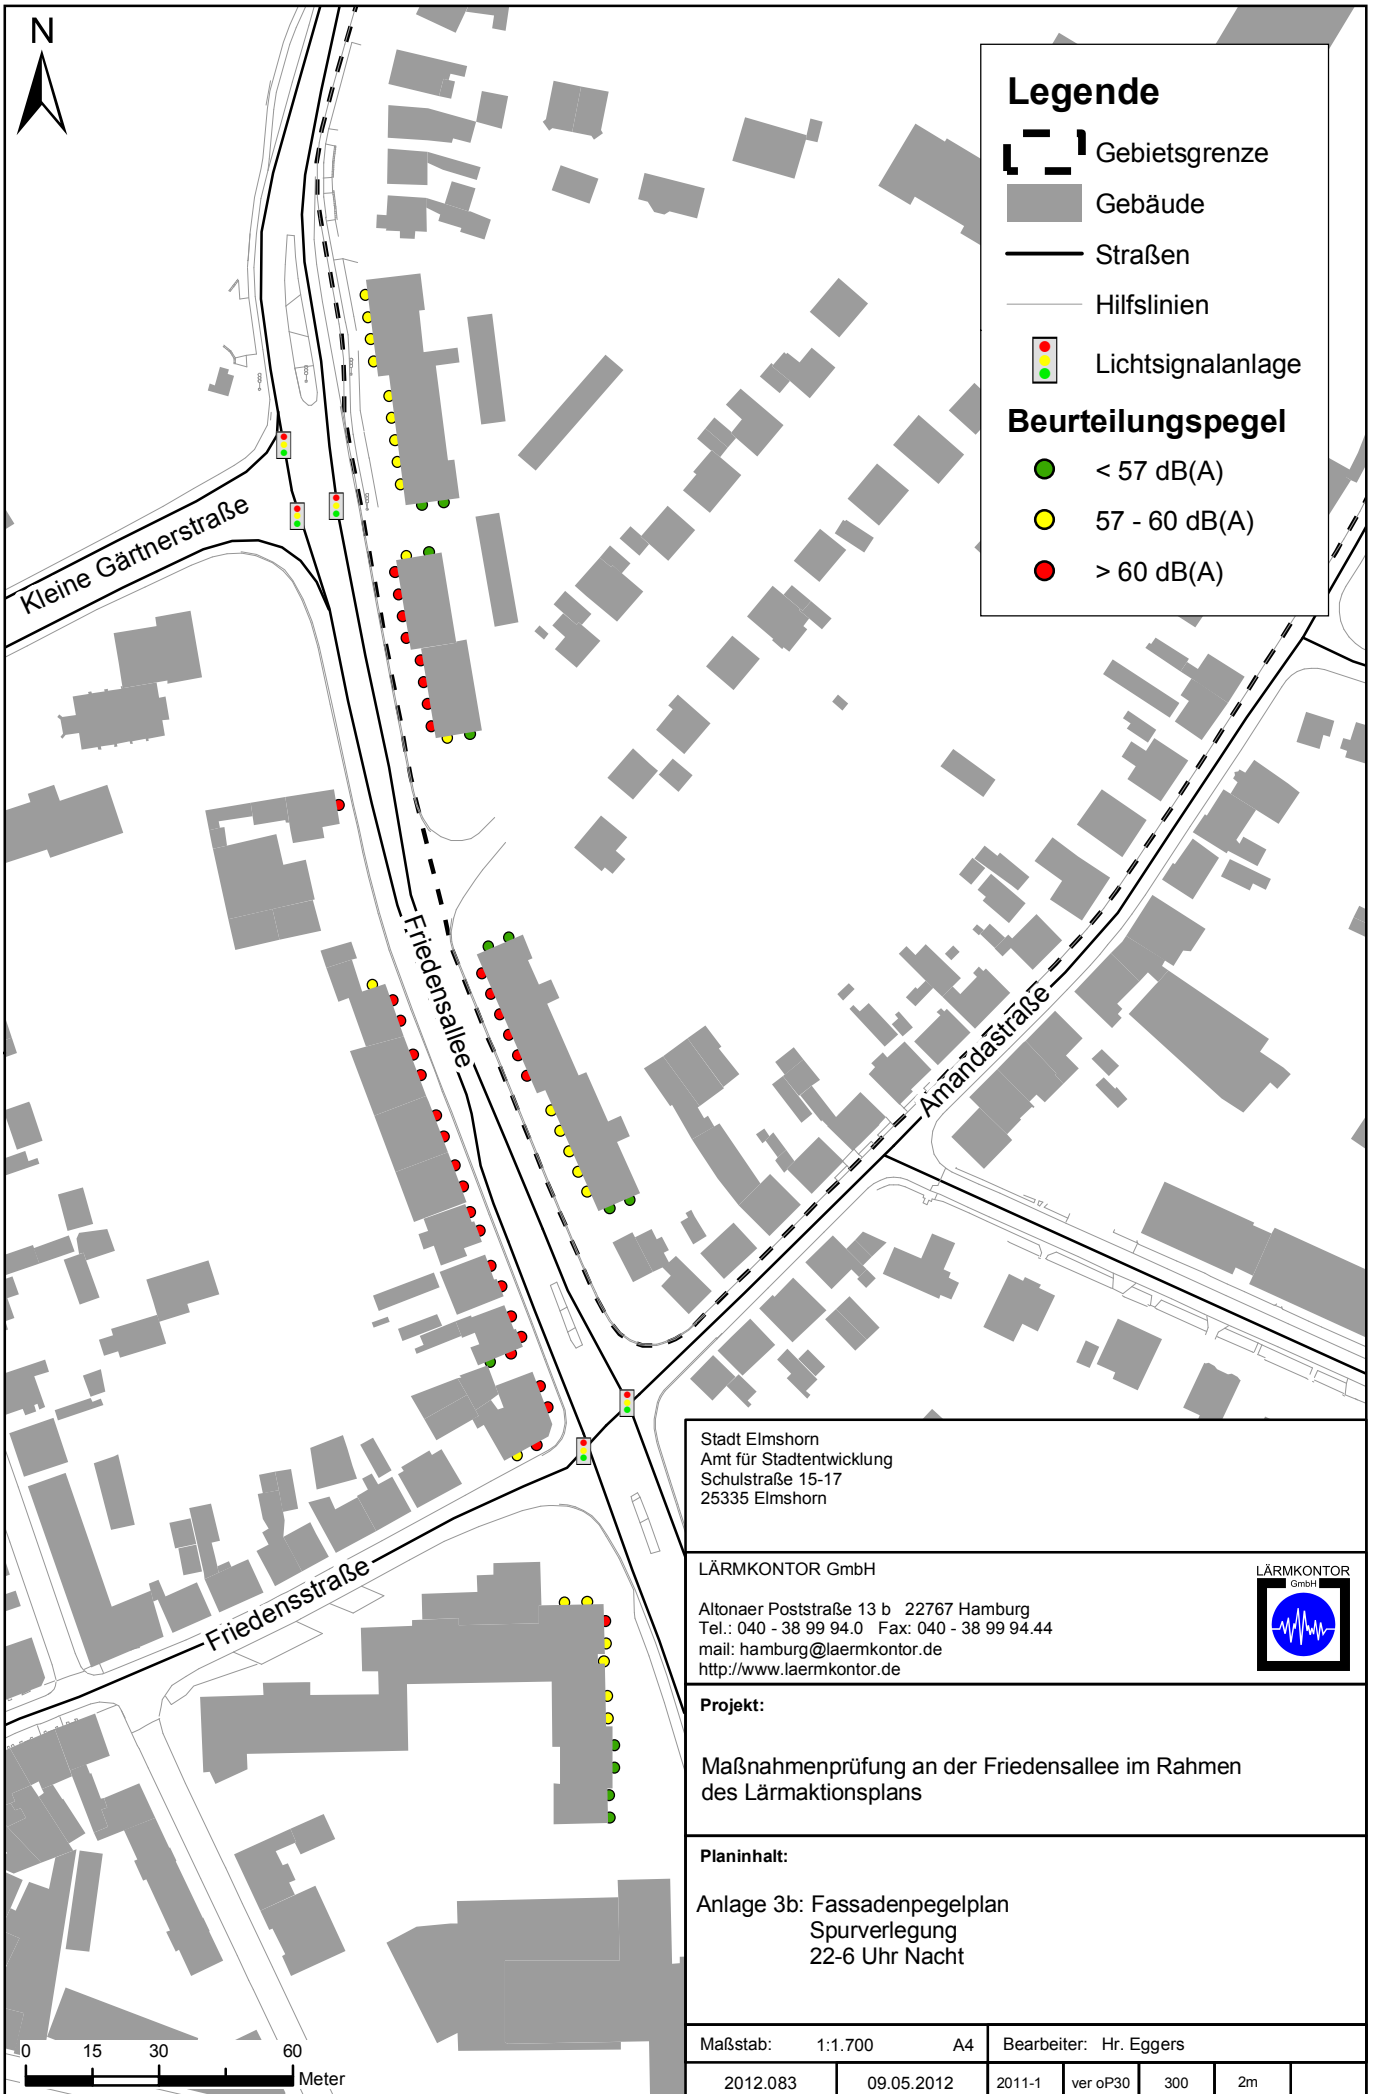 N
Legende
Gebietsgrenze
Gebäude
Straßen
Hilfslinien
Lichtsignalanlage
Beurteilungspegel
< 57 dB(A)
57 - 60 dB(A)
> 60 dB(A)
Kleine Gärtnerstraße
Friedensallee
Amandastraße
Friedensstraße
Stadt Elmshorn
Amt für Stadtentwicklung
Schulstraße 15-17
25335 Elmshorn
LÄRMKONTOR GmbH
Altonaer Poststraße 13 b 22767 Hamburg
Tel.: 040 - 38 99 94.0 Fax: 040 - 38 99 94.44
mail: hamburg@laermkontor.de
http://www.laermkontor.de
LÄRMKONTOR
GmbH
Projekt:
Maßnahmenprüfung an der Friedensallee im Rahmen
des Lärmaktionsplans
Planinhalt:
Anlage 3b: Fassadenpegelplan
Spurverlegung
22-6 Uhr Nacht
Maßstab: 1:1.700 A4 Bearbeiter: Hr. Eggers
2012.083 09.05.2012 2011-1 ver oP30 300 2m
0 15 30 60
Meter